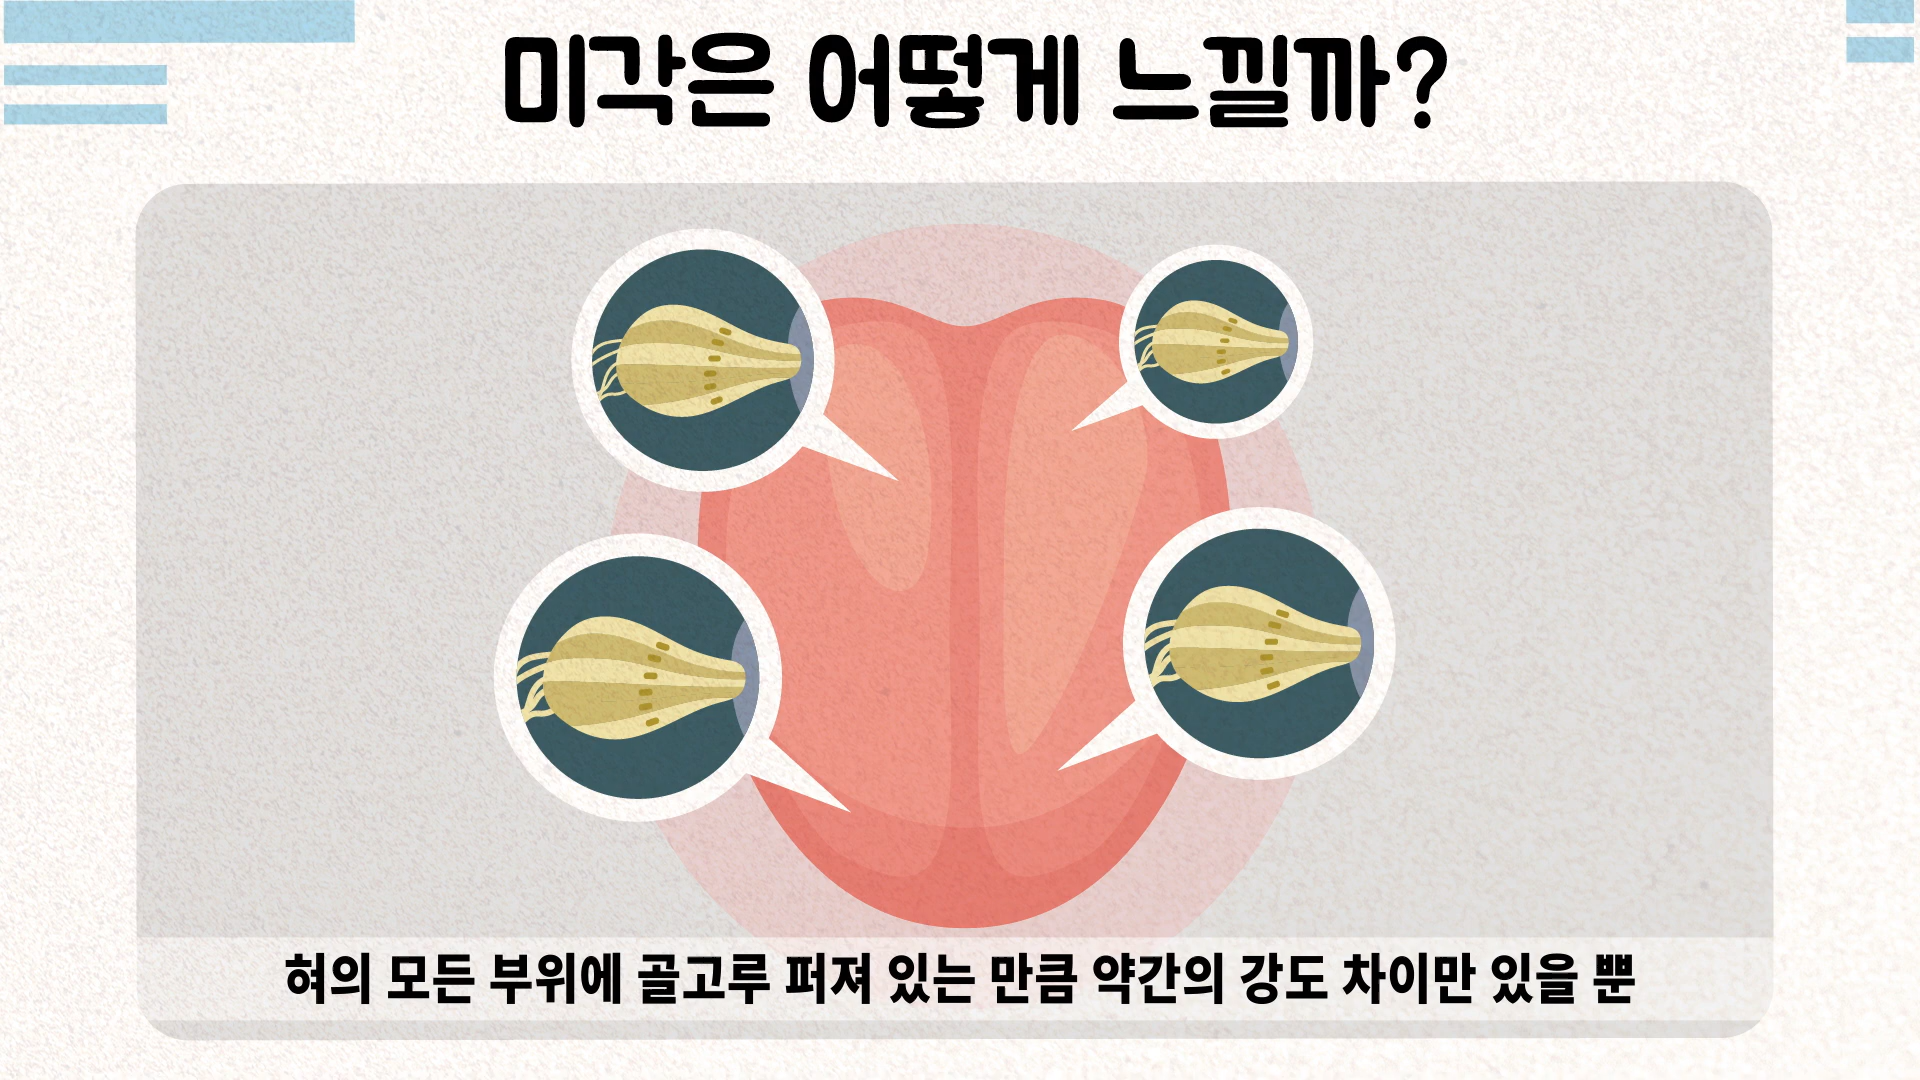 미각은 어떻게 느낄까?
혀의 모든 부위에 골고루 퍼져 있는 만큼 약간의 강도 차이만 있을 뿐